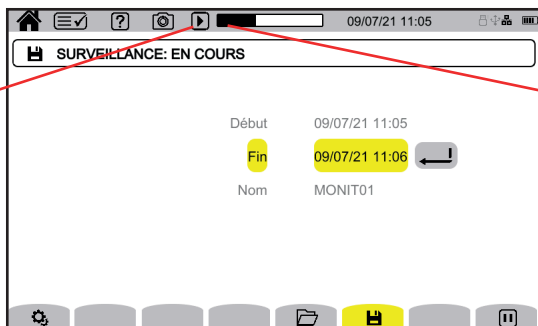 09/07/21 11:05
SURVEILLANCE: EN COURS
Début 09/07/21 11:05
Fin 09/07/21 11:06
Nom MONIT01